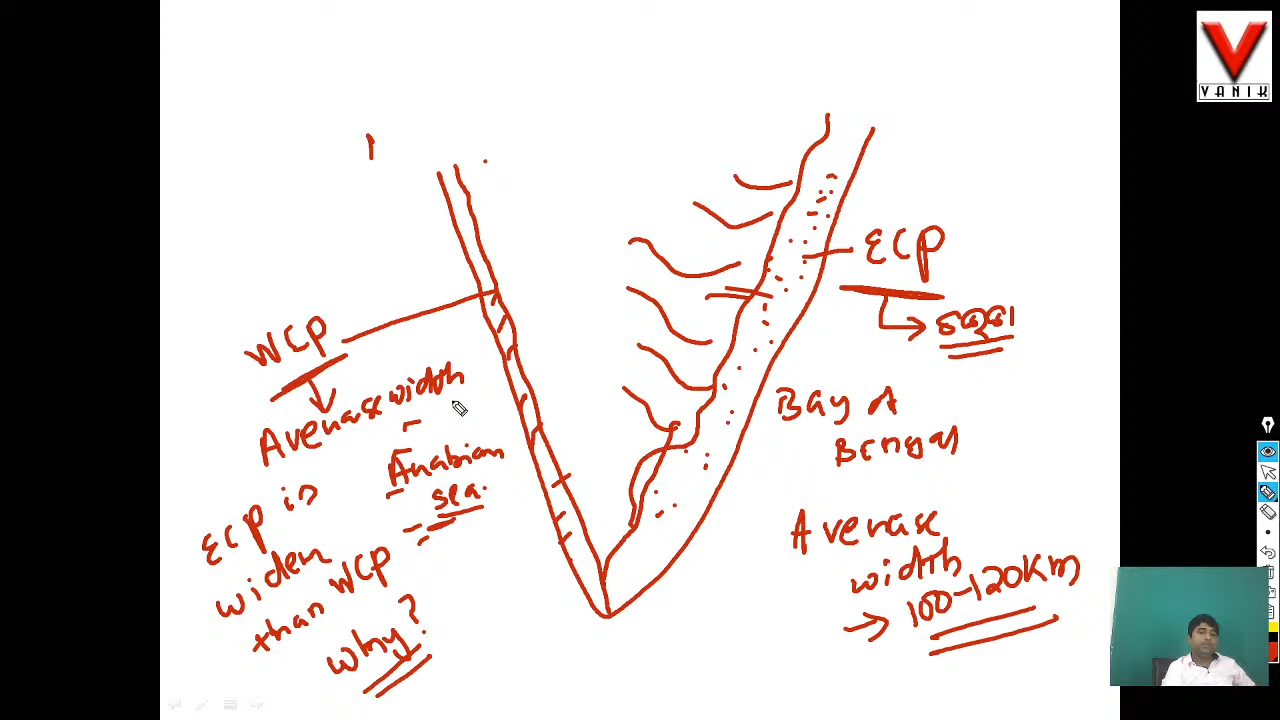 VANIK
ECP
ଚଉଡ଼ା
WCP
Average width
Arabian
sea.
ECP is
wider
than WCP
why?
Bay of
Bengal
Average
width
→ 100-120Km